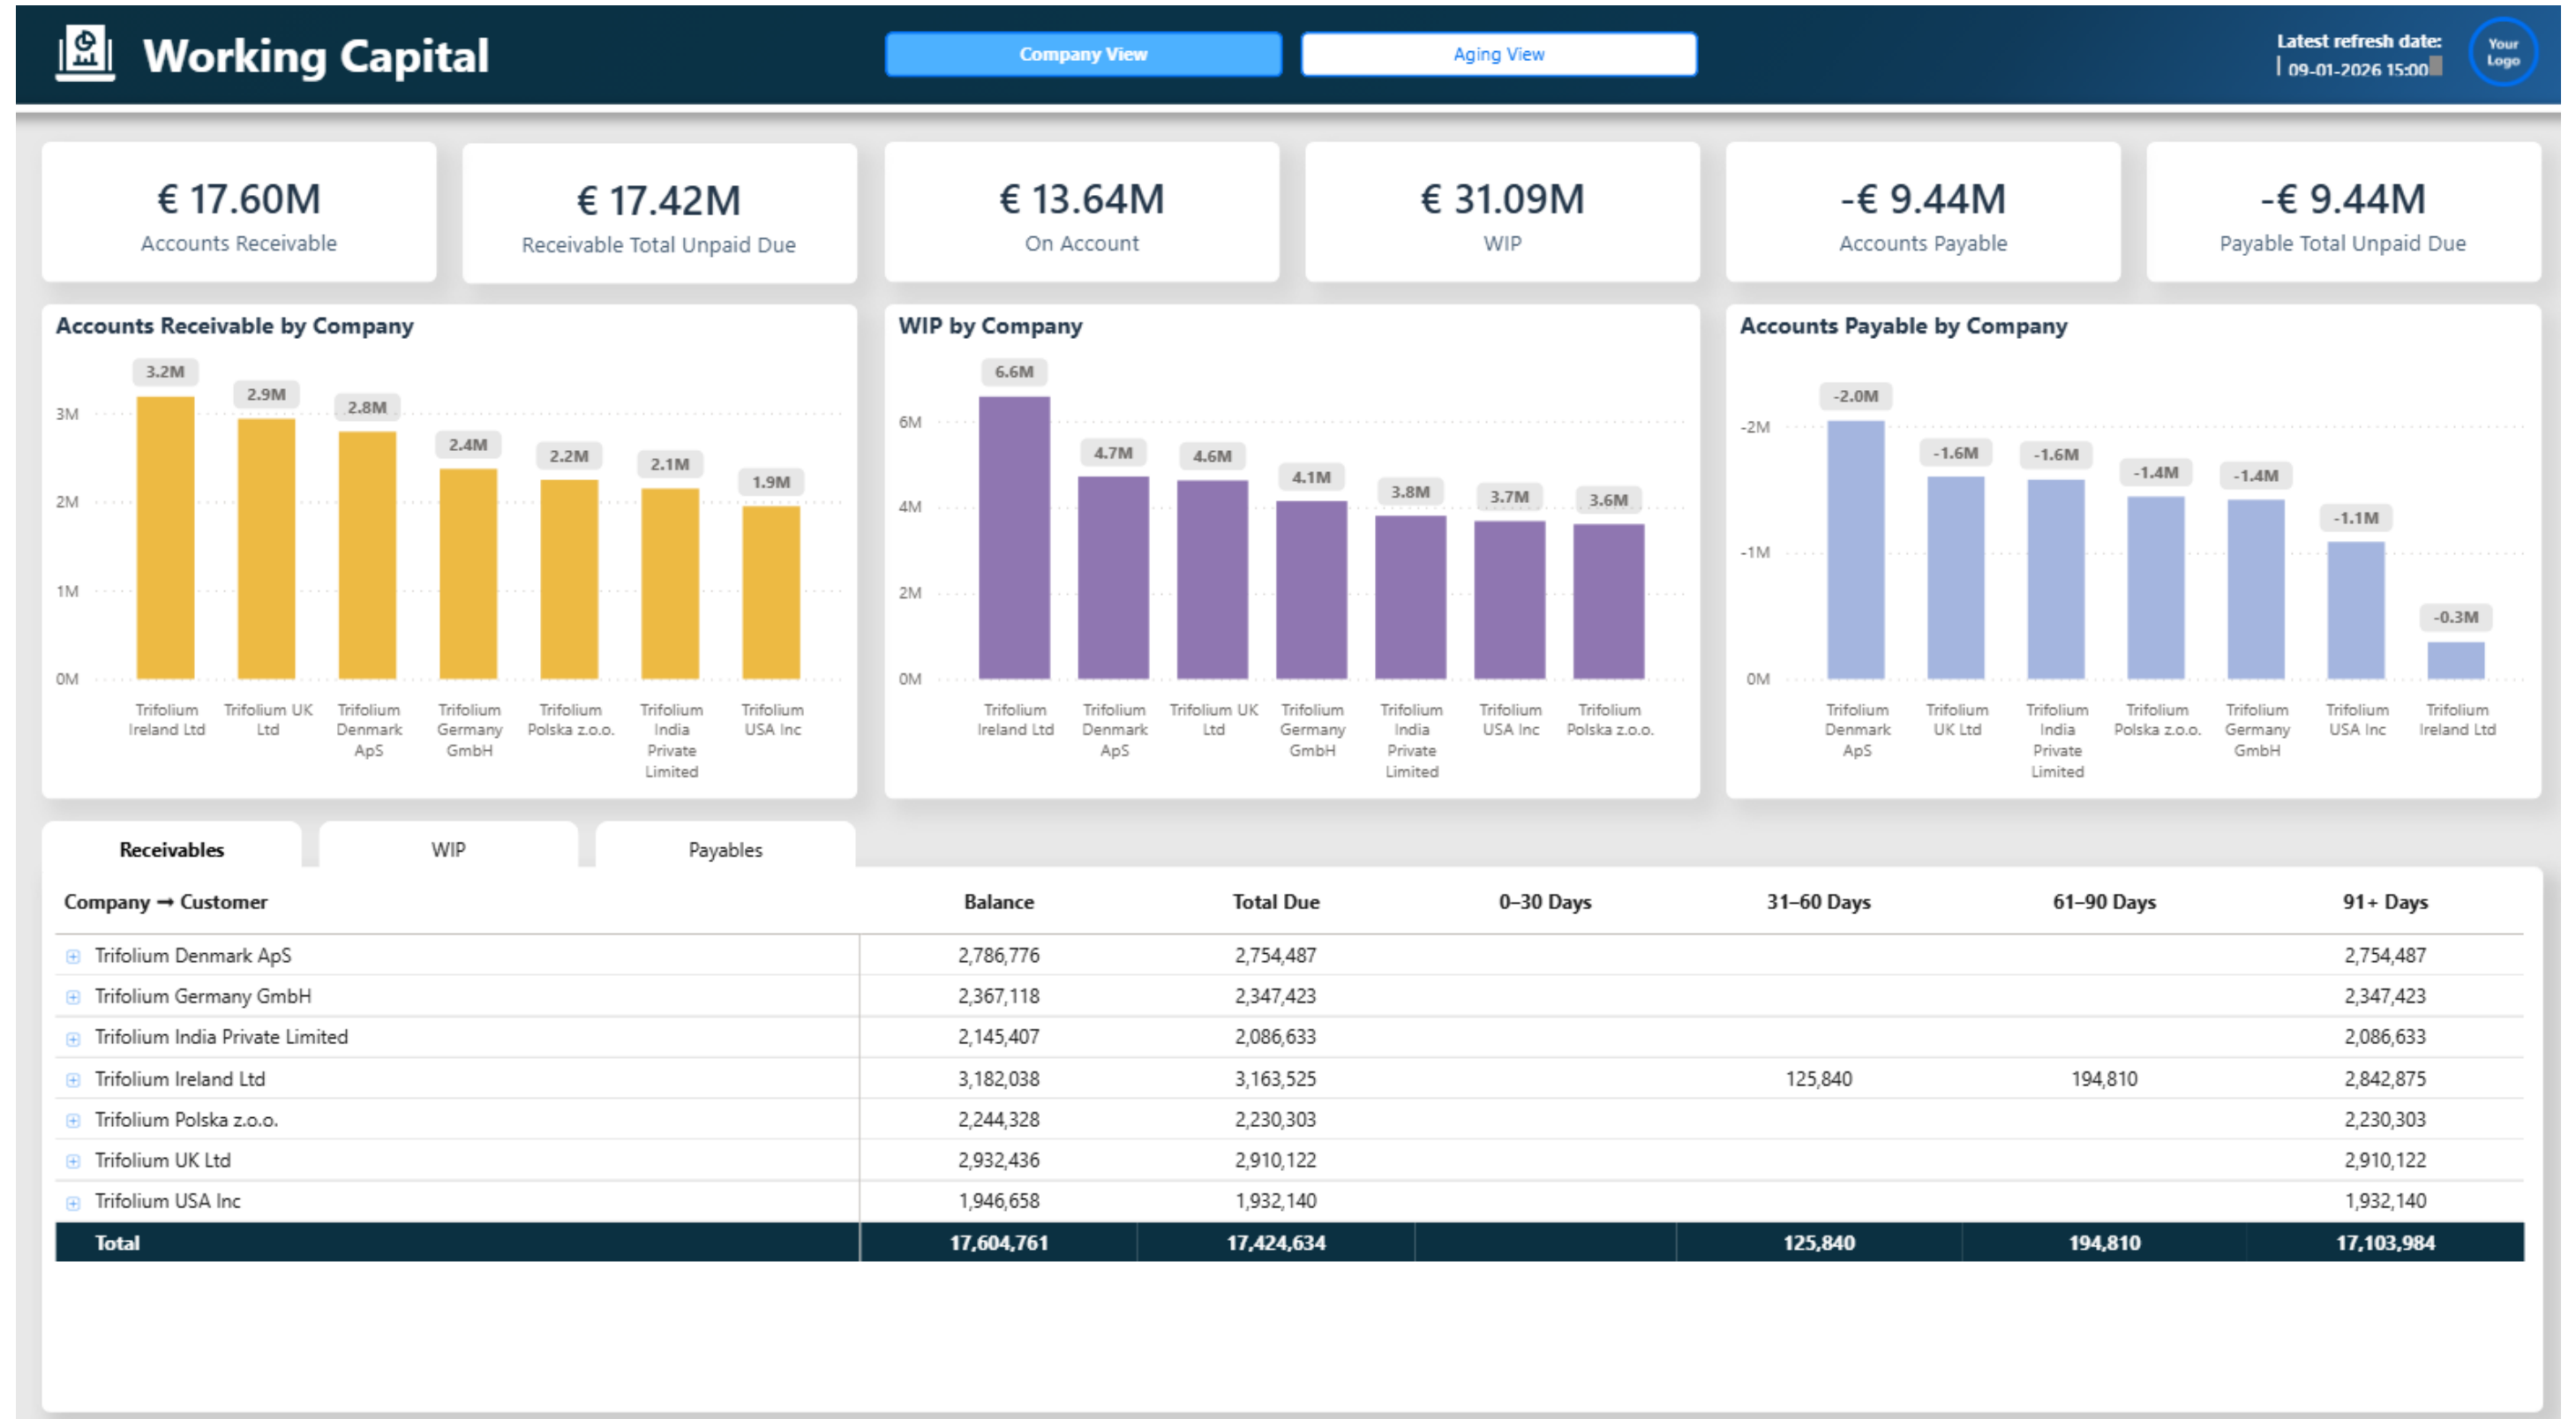 Working Capital
Company View
Aging View
Latest refresh date:
09-01-2026 15:00
Your
Logo
€ 17.60M
Accounts Receivable
€ 17.42M
Receivable Total Unpaid Due
€ 13.64M
On Account
€ 31.09M
WIP
-€ 9.44M
Accounts Payable
-€ 9.44M
Payable Total Unpaid Due
Accounts Receivable by Company
3M
2M
1M
0M
3.2M
2.9M
2.8M
2.4M
2.2M
2.1M
1.9M
Trifolium
Ireland Ltd
Trifolium UK
Ltd
Trifolium
Denmark
ApS
Trifolium
Germany
GmbH
Trifolium
Polska z.o.o.
Trifolium
India
Private
Limited
Trifolium
USA Inc
WIP by Company
6M
4M
2M
0M
6.6M
4.7M
4.6M
4.1M
3.8M
3.7M
3.6M
Trifolium
Ireland Ltd
Trifolium
Denmark
ApS
Trifolium UK
Ltd
Trifolium
Germany
GmbH
Trifolium
India
Private
Limited
Trifolium
USA Inc
Trifolium
Polska z.o.o.
Accounts Payable by Company
-2M
-1M
0M
-2.0M
-1.6M
-1.6M
-1.4M
-1.4M
-1.1M
-0.3M
Trifolium
Denmark
ApS
Trifolium
UK Ltd
Trifolium
India
Private
Limited
Trifolium
Polska z.o.o.
Trifolium
Germany
GmbH
Trifolium
USA Inc
Trifolium
Ireland Ltd
Receivables
WIP
Payables
Company → Customer Balance Total Due 0–30 Days 31–60 Days 61–90 Days 91+ Days
Trifolium Denmark ApS 2,786,776 2,754,487 2,754,487
Trifolium Germany GmbH 2,367,118 2,347,423 2,347,423
Trifolium India Private Limited 2,145,407 2,086,633 2,086,633
Trifolium Ireland Ltd 3,182,038 3,163,525 125,840 194,810 2,842,875
Trifolium Polska z.o.o. 2,244,328 2,230,303 2,230,303
Trifolium UK Ltd 2,932,436 2,910,122 2,910,122
Trifolium USA Inc 1,946,658 1,932,140 1,932,140
Total 17,604,761 17,424,634 125,840 194,810 17,103,984